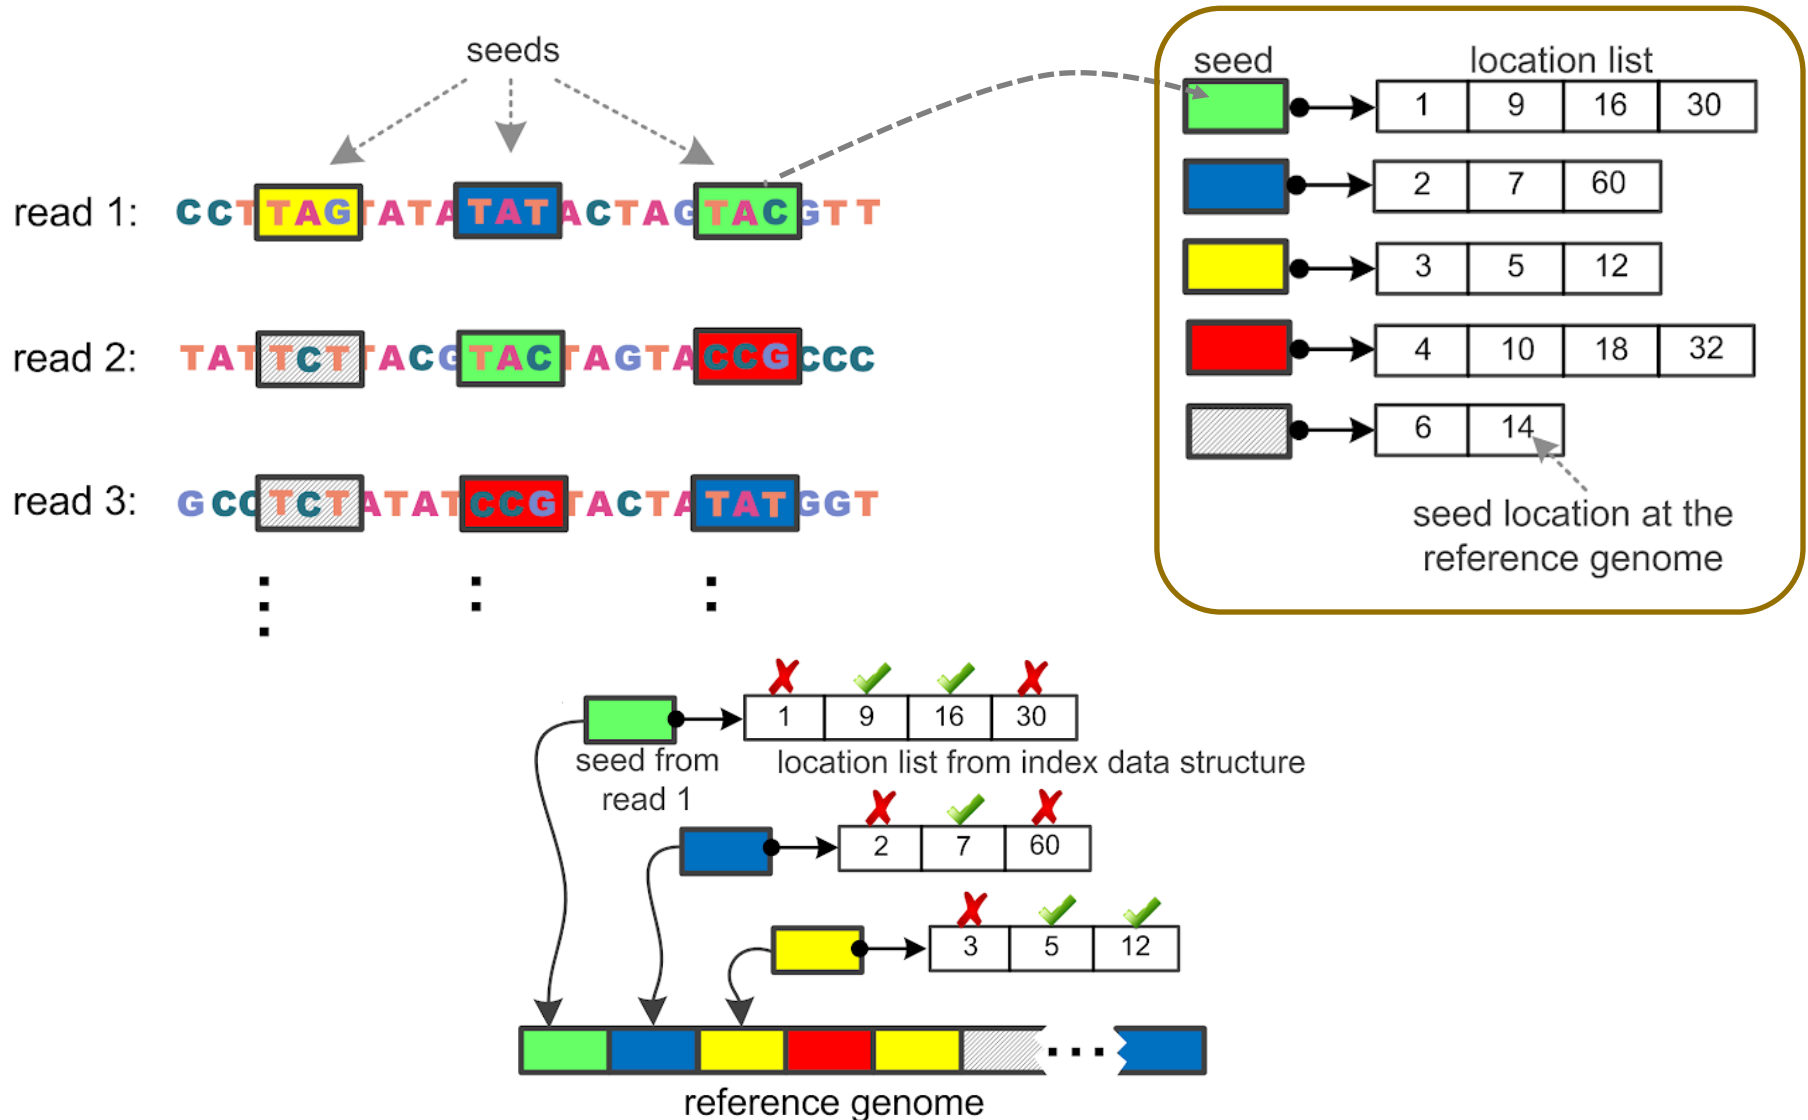 seeds
read 1: CCTTAGTATATATACTAGTACGTT
read 2: TATTCTTACGTACTAGTACCGCCC
read 3: GCCTCTATATCCGTACTATATGGT
seed location list
1 9 16 30
2 7 60
3 5 12
4 10 18 32
6 14
seed location at the
reference genome
1 9 16 30
seed from
read 1
location list from index data structure
2 7 60
3 5 12
reference genome